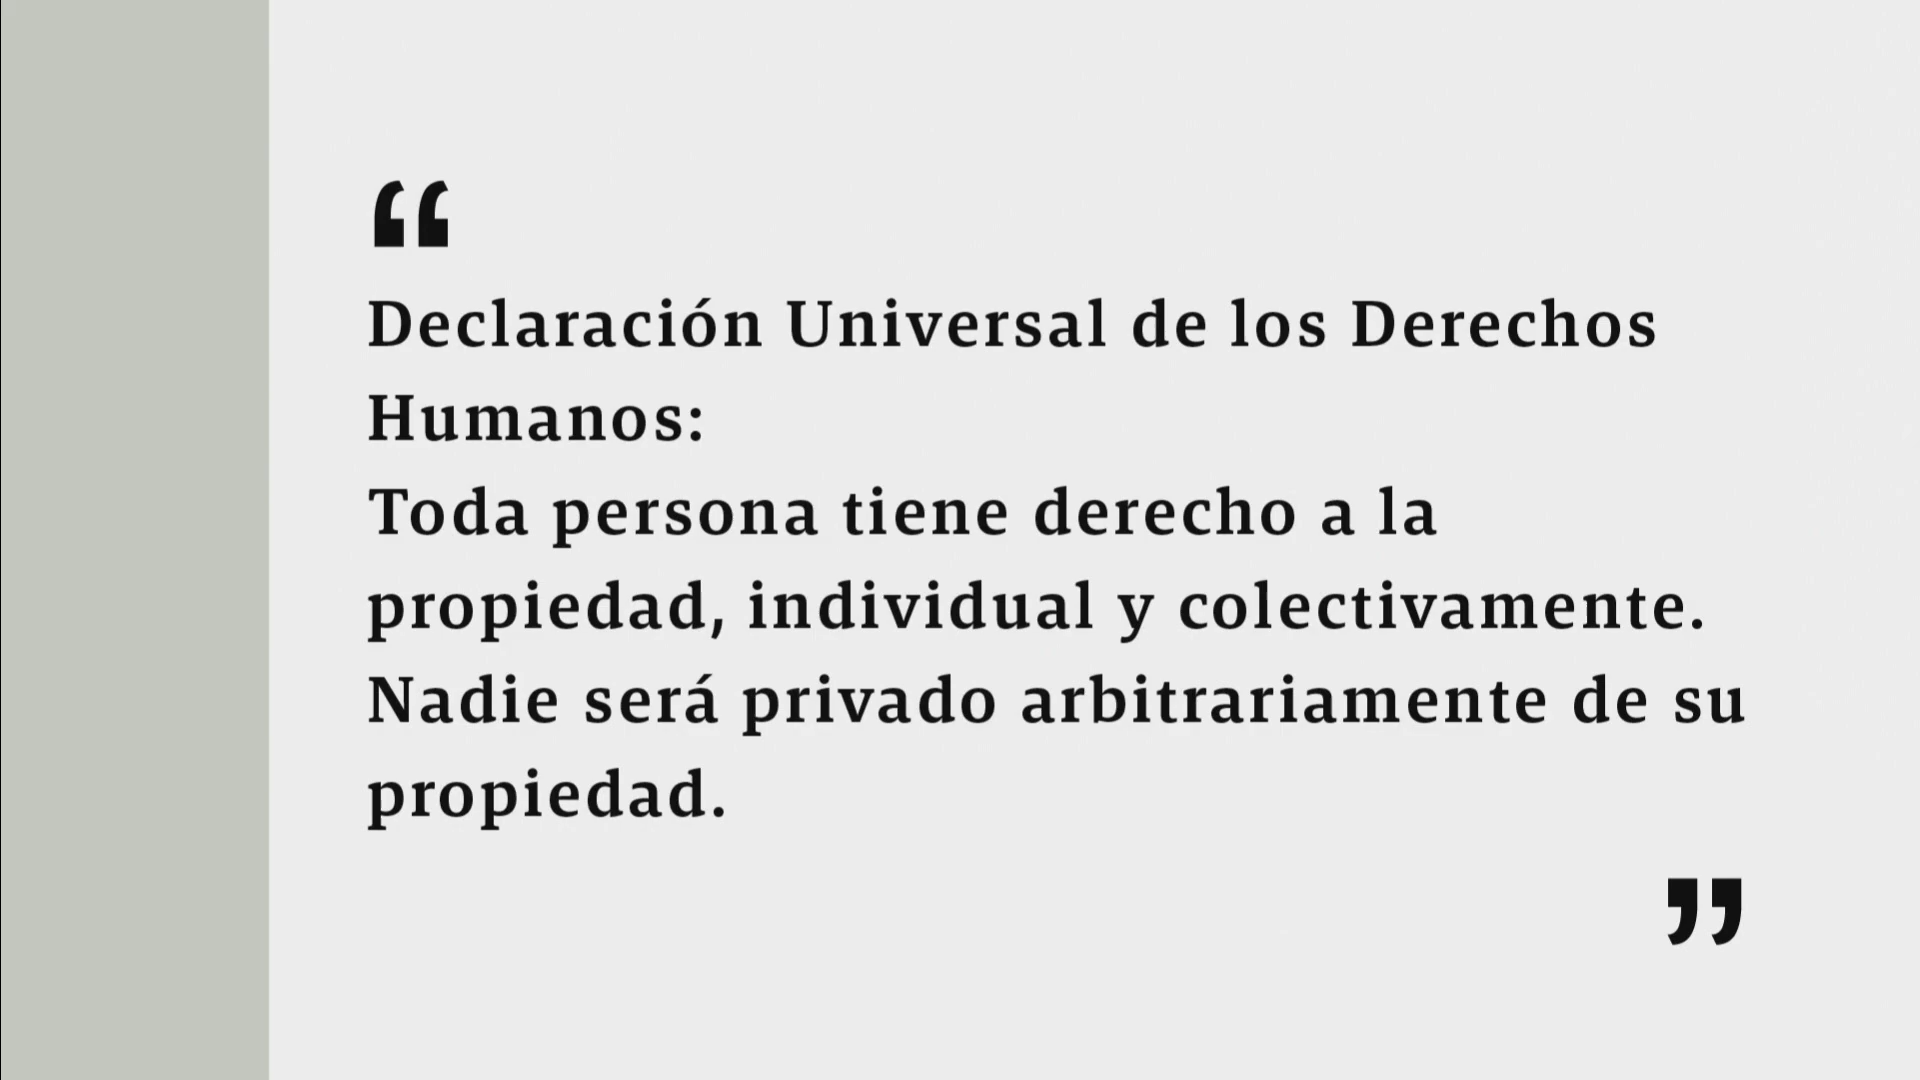 “
Declaración Universal de los Derechos
Humanos:
Toda persona tiene derecho a la
propiedad, individual y colectivamente.
Nadie será privado arbitrariamente de su
propiedad.
”